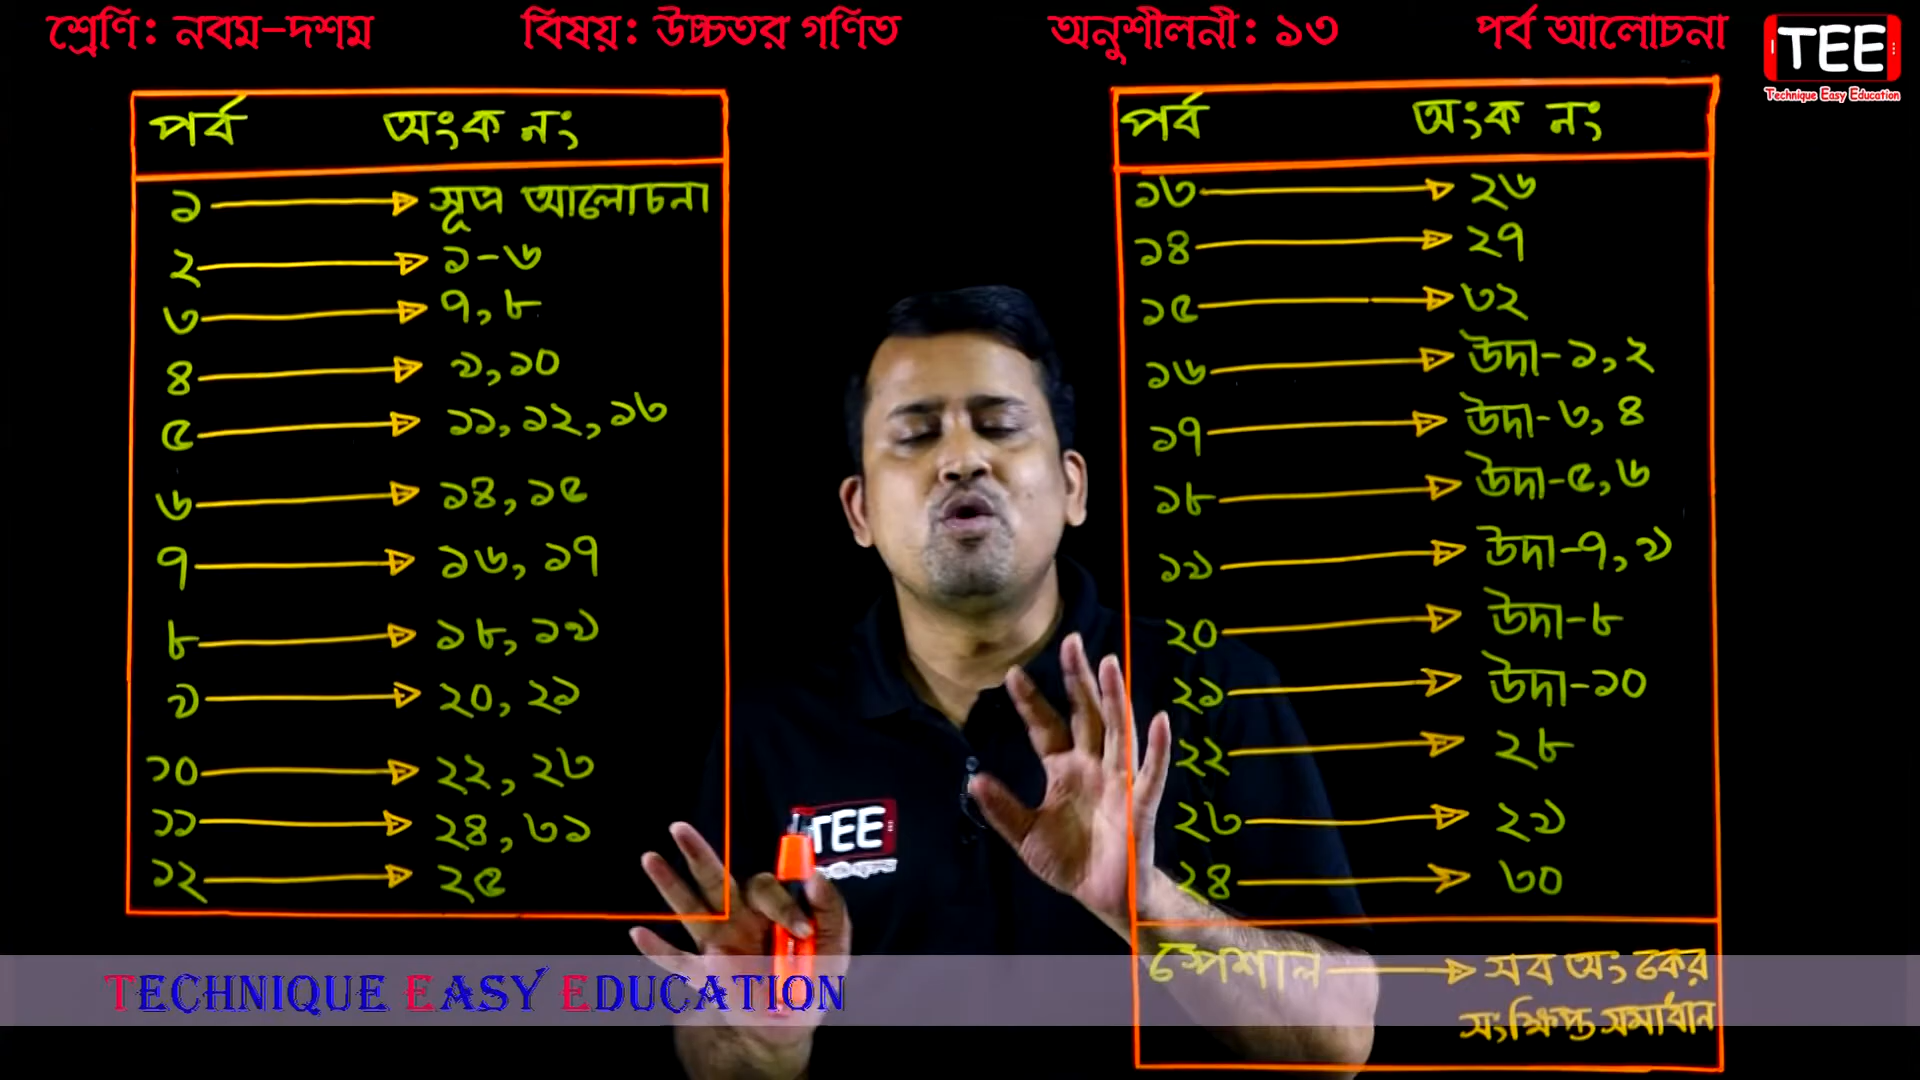 শ্রেণি: নবম-দশম বিষয়: উচ্চতর গণিত অনুশীলনী: ১৩ পর্ব আলোচনা
TEE
Technique Easy Education
পর্ব অংক নং
১ সূত্র আলোচনা
২ ১-৬
৩ ৭, ৮
৪ ৯, ১০
৫ ১১, ১২, ১৩
৬ ১৪, ১৫
৭ ১৬, ১৭
৮ ১৮, ১৯
৯ ২০, ২১
১০ ২২, ২৩
১১ ২৪, ৩১
১২ ২৫
পর্ব অংক নং
১৩ ২৬
১৪ ২৭
১৫ ৩২
১৬ উদা-১, ২
১৭ উদা-৩, ৪
১৮ উদা-৫, ৬
১৯ উদা-৭, ৯
২০ উদা-৮
২১ উদা-১০
২২ ২৮
২৩ ২৯
২৪ ৩০
স্পেশাল সব অংকের
সংক্ষিপ্ত সমাধান
TEE
TECHNIQUE EASY EDUCATION